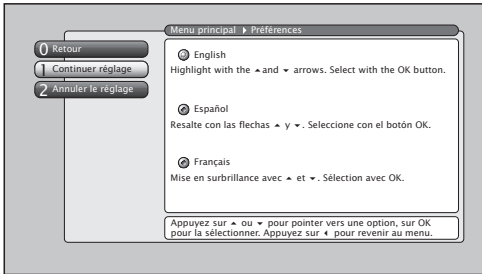 Menu principal ▶ Préférences
0 Retour
1 Continuer réglage
2 Annuler le réglage
English
Highlight with the ▲ and ▼ arrows. Select with the OK button.
Español
Resalte con las flechas ▲ y ▼. Seleccione con el botón OK.
Français
Mise en surbrillance avec ▲ et ▼. Sélection avec OK.
Appuyez sur ▲ ou ▼ pour pointer vers une option, sur OK
pour la sélectionner. Appuyez sur ◀ pour revenir au menu.